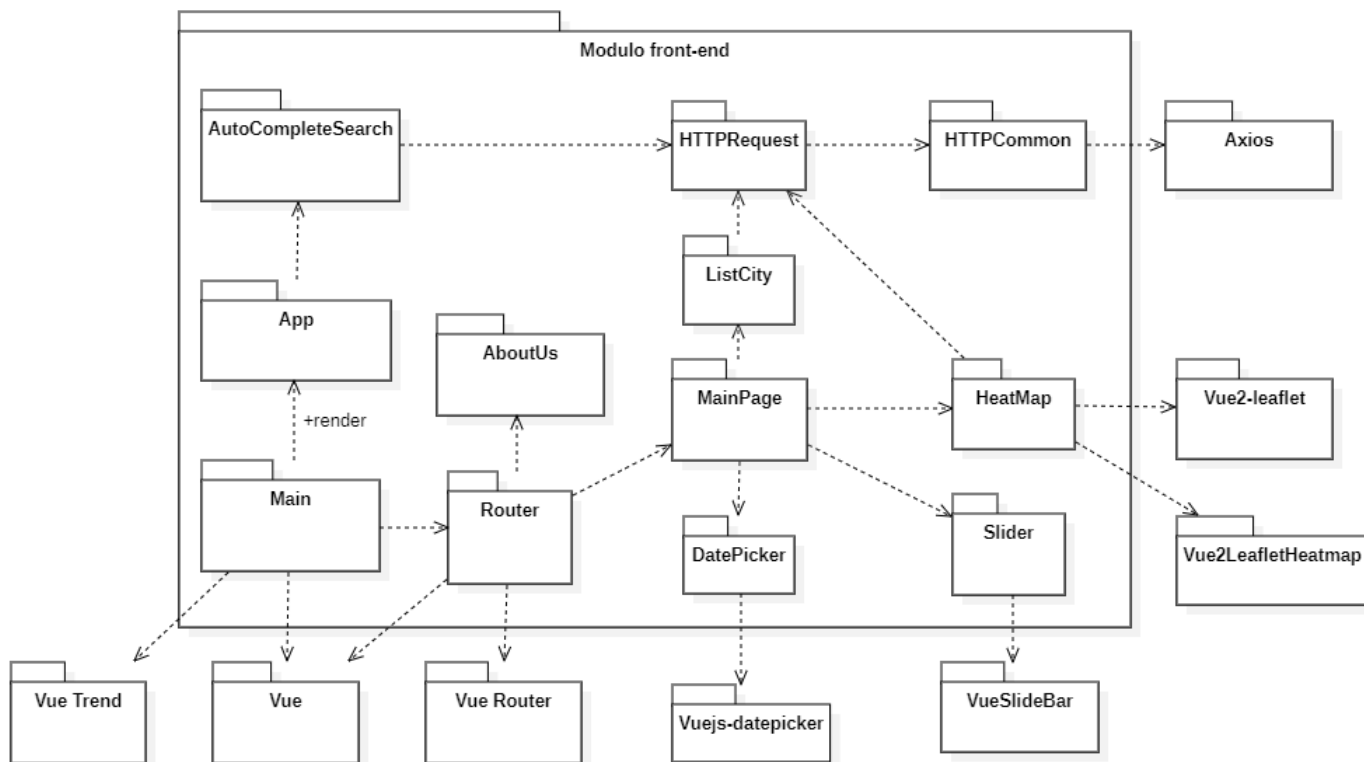 Modulo front-end
AutoCompleteSearch
HTTPRequest
HTTPCommon
Axios
ListCity
App
AboutUs
MainPage
HeatMap
Vue2-leaflet
+render
Main
Router
DatePicker
Slider
Vue2LeafletHeatmap
Vue Trend
Vue
Vue Router
Vuejs-datepicker
VueSlideBar